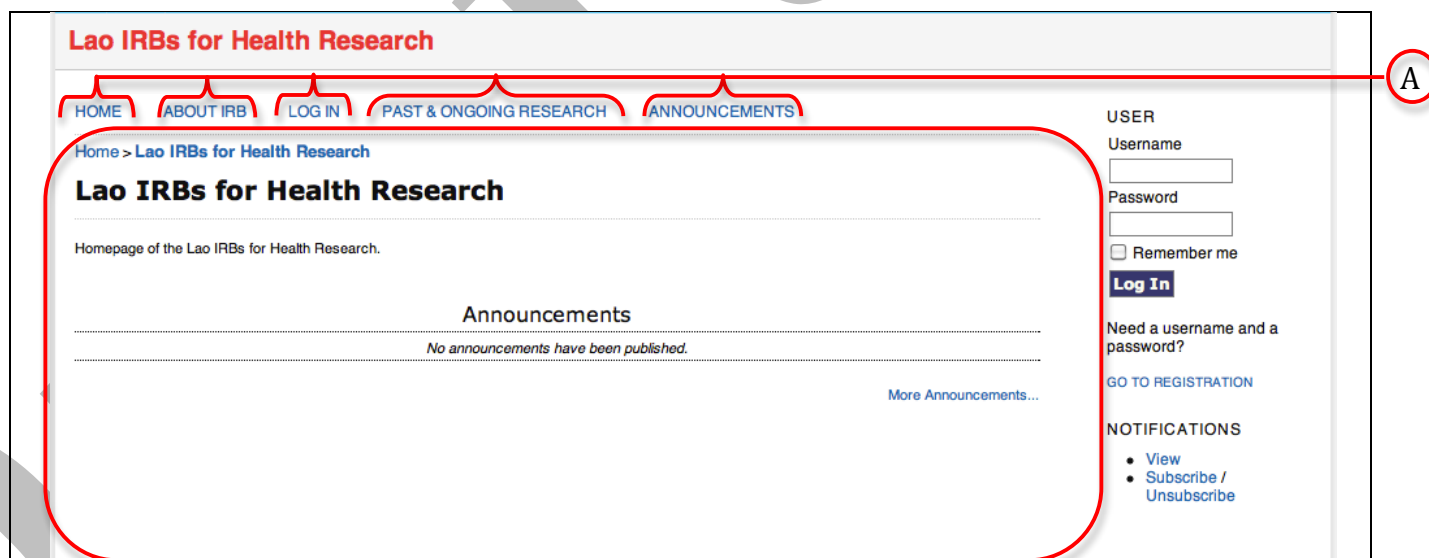 Lao IRBs for Health Research
A
HOME ABOUT IRB LOG IN PAST & ONGOING RESEARCH ANNOUNCEMENTS
Home > Lao IRBs for Health Research
Lao IRBs for Health Research
Homepage of the Lao IRBs for Health Research.
Announcements
No announcements have been published.
More Announcements...
USER
Username
Password
Remember me
Log In
Need a username and a
password?
GO TO REGISTRATION
NOTIFICATIONS
• View
• Subscribe /
Unsubscribe